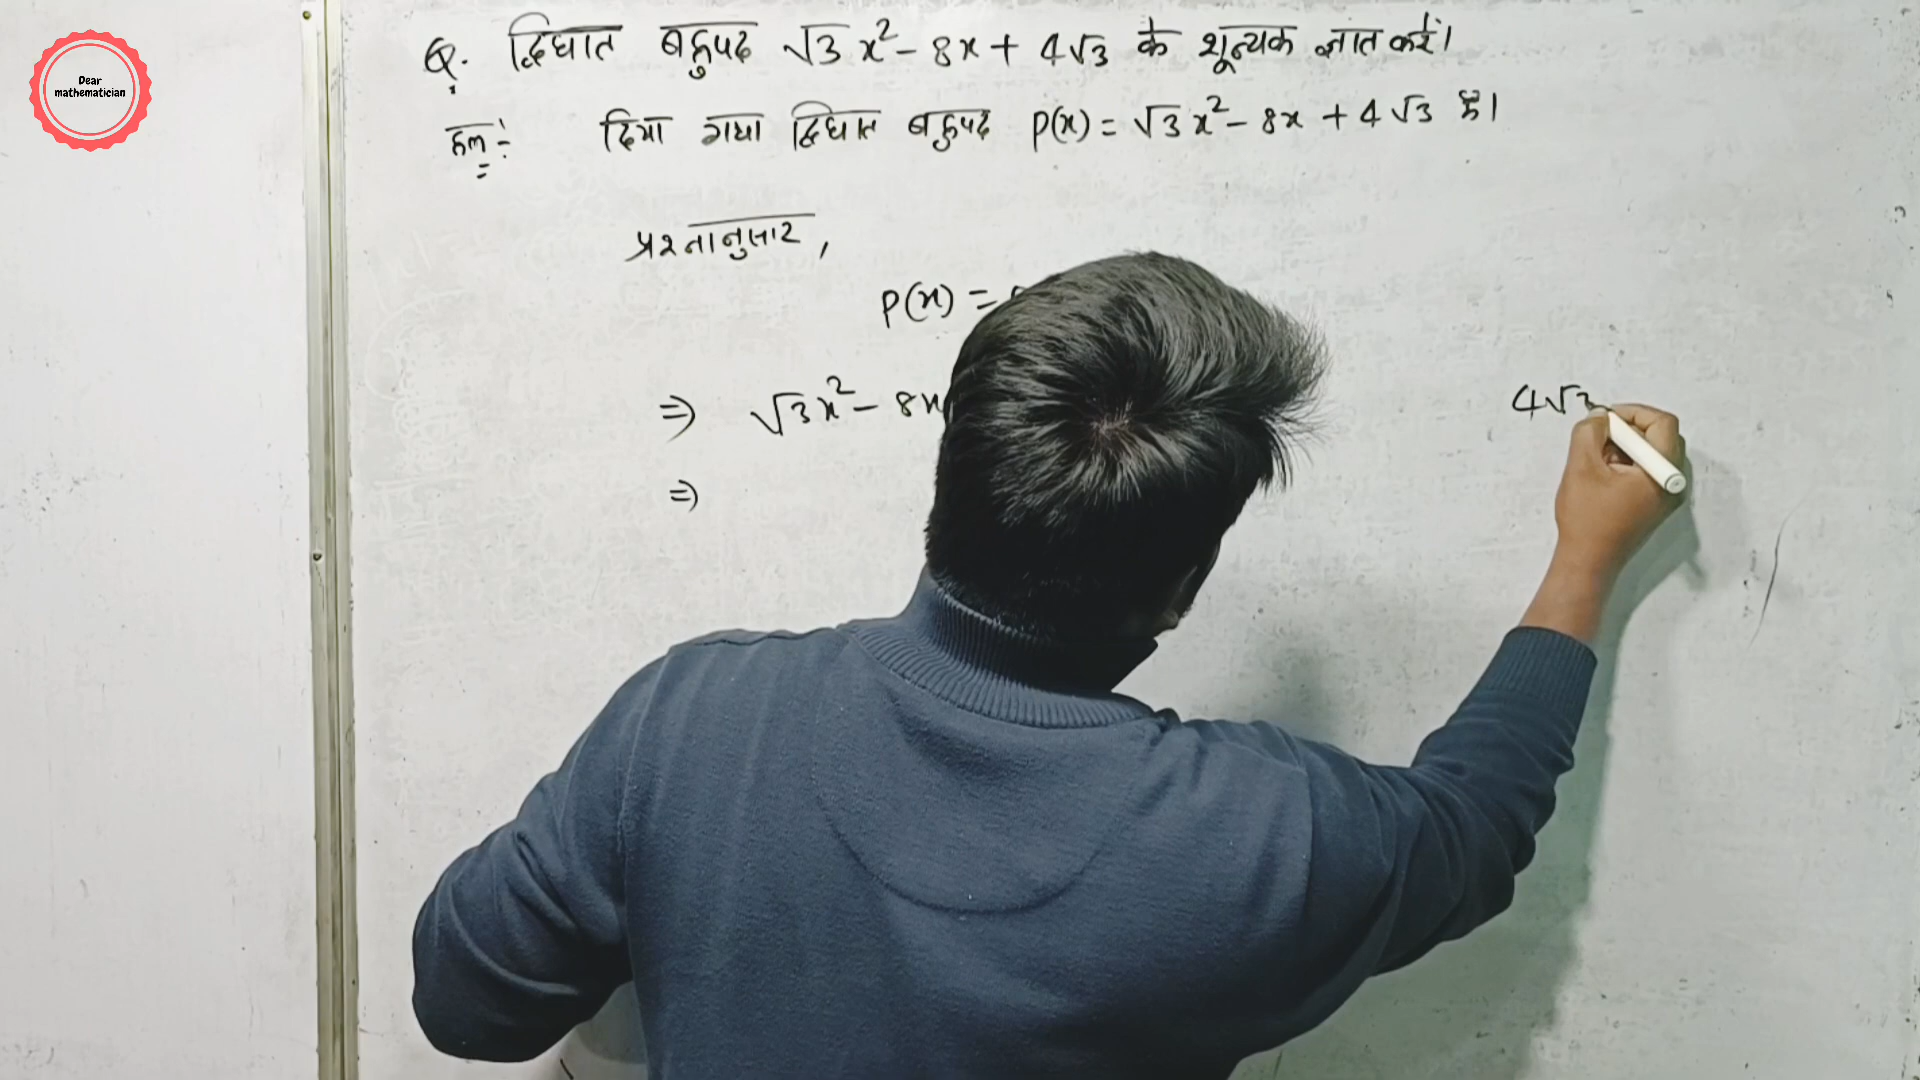 Dear
mathematician
Q. द्विघात बहुपद √3x² - 8x + 4√3 के शून्यक ज्ञात करें।
हल:- दिया गया द्विघात बहुपद P(x) = √3x² - 8x + 4√3 है।
प्रश्नानुसार,
P(x) =
⇒ √3x² - 8x 4√3
⇒